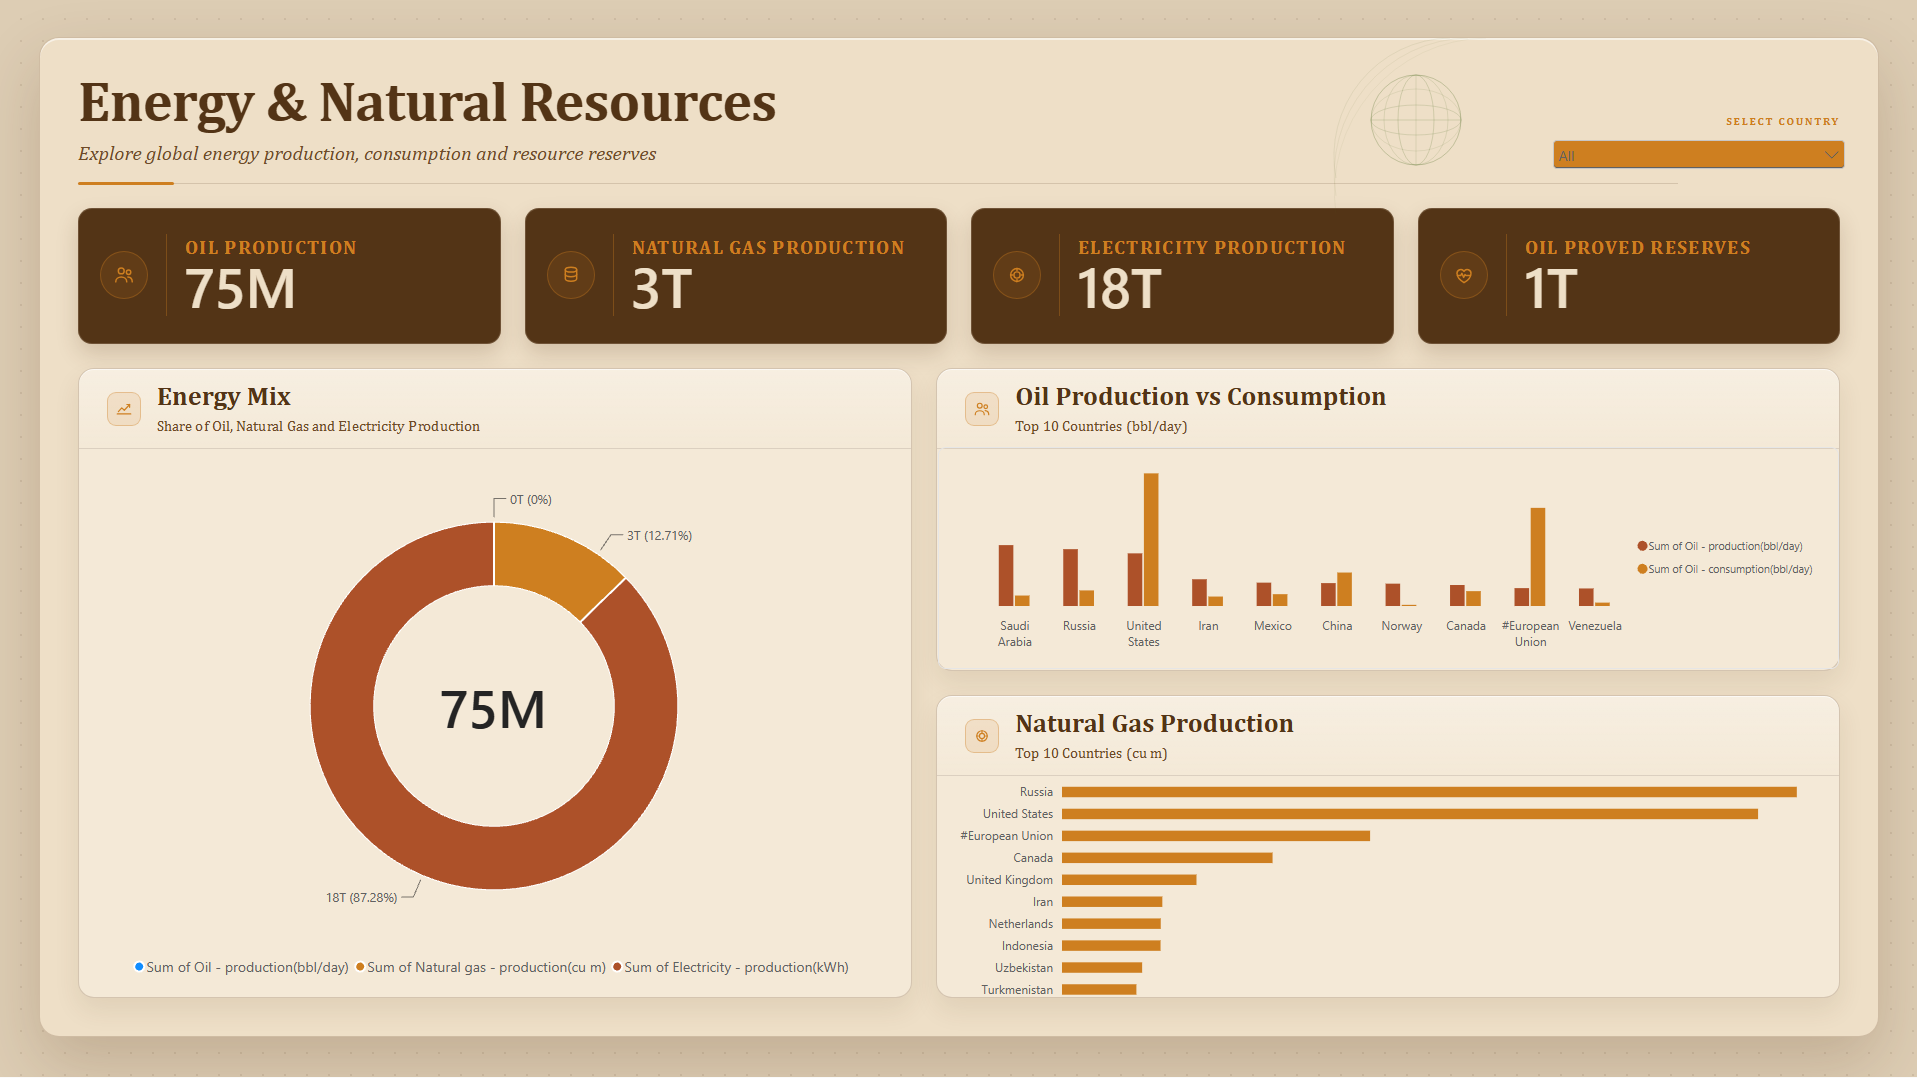 Energy & Natural Resources
Explore global energy production, consumption and resource reserves
SELECT COUNTRY
All
OIL PRODUCTION
75M
NATURAL GAS PRODUCTION
3T
ELECTRICITY PRODUCTION
18T
OIL PROVED RESERVES
1T
Energy Mix
Share of Oil, Natural Gas and Electricity Production
0T (0%)
3T (12.71%)
75M
18T (87.28%)
Sum of Oil - production(bbl/day)
Sum of Natural gas - production(cu m)
Sum of Electricity - production(kWh)
Oil Production vs Consumption
Top 10 Countries (bbl/day)
Sum of Oil - production(bbl/day)
Sum of Oil - consumption(bbl/day)
Saudi
Arabia
Russia
United
States
Iran
Mexico
China
Norway
Canada
#European
Union
Venezuela
Natural Gas Production
Top 10 Countries (cu m)
Russia
United States
#European Union
Canada
United Kingdom
Iran
Netherlands
Indonesia
Uzbekistan
Turkmenistan